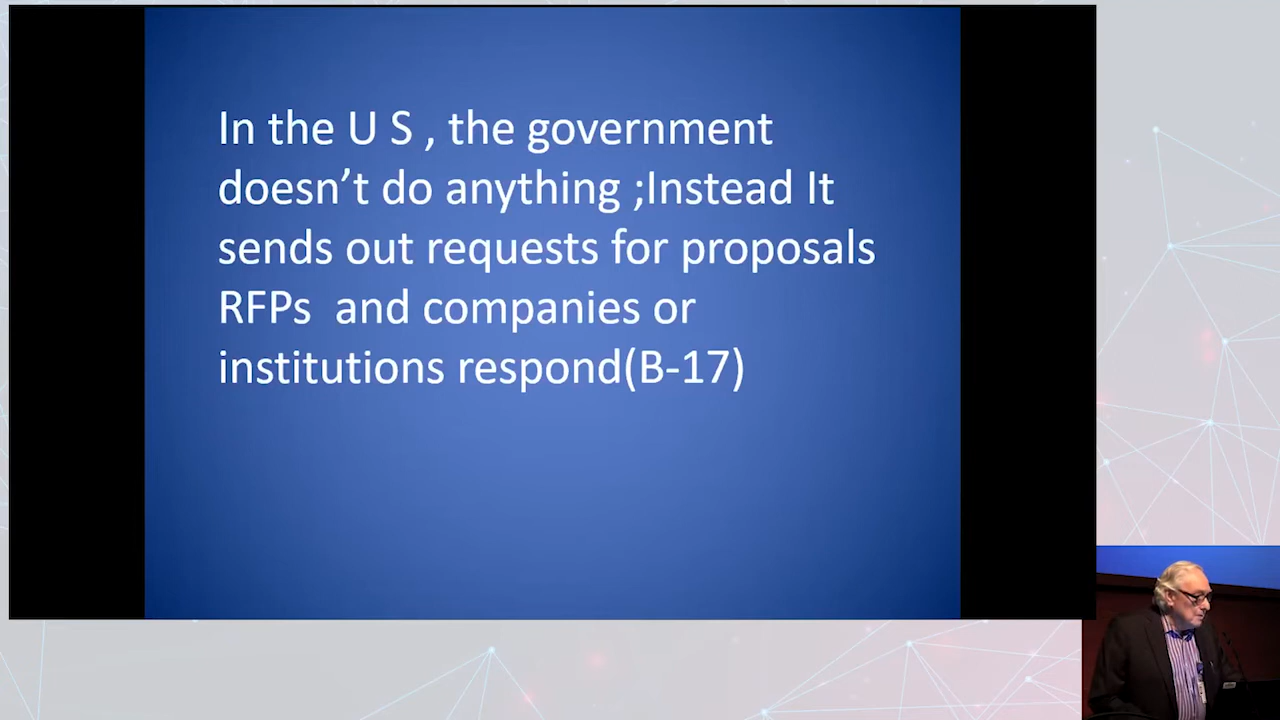 In the U S , the government
doesn’t do anything ;Instead It
sends out requests for proposals
RFPs  and companies or
institutions respond(B-17)